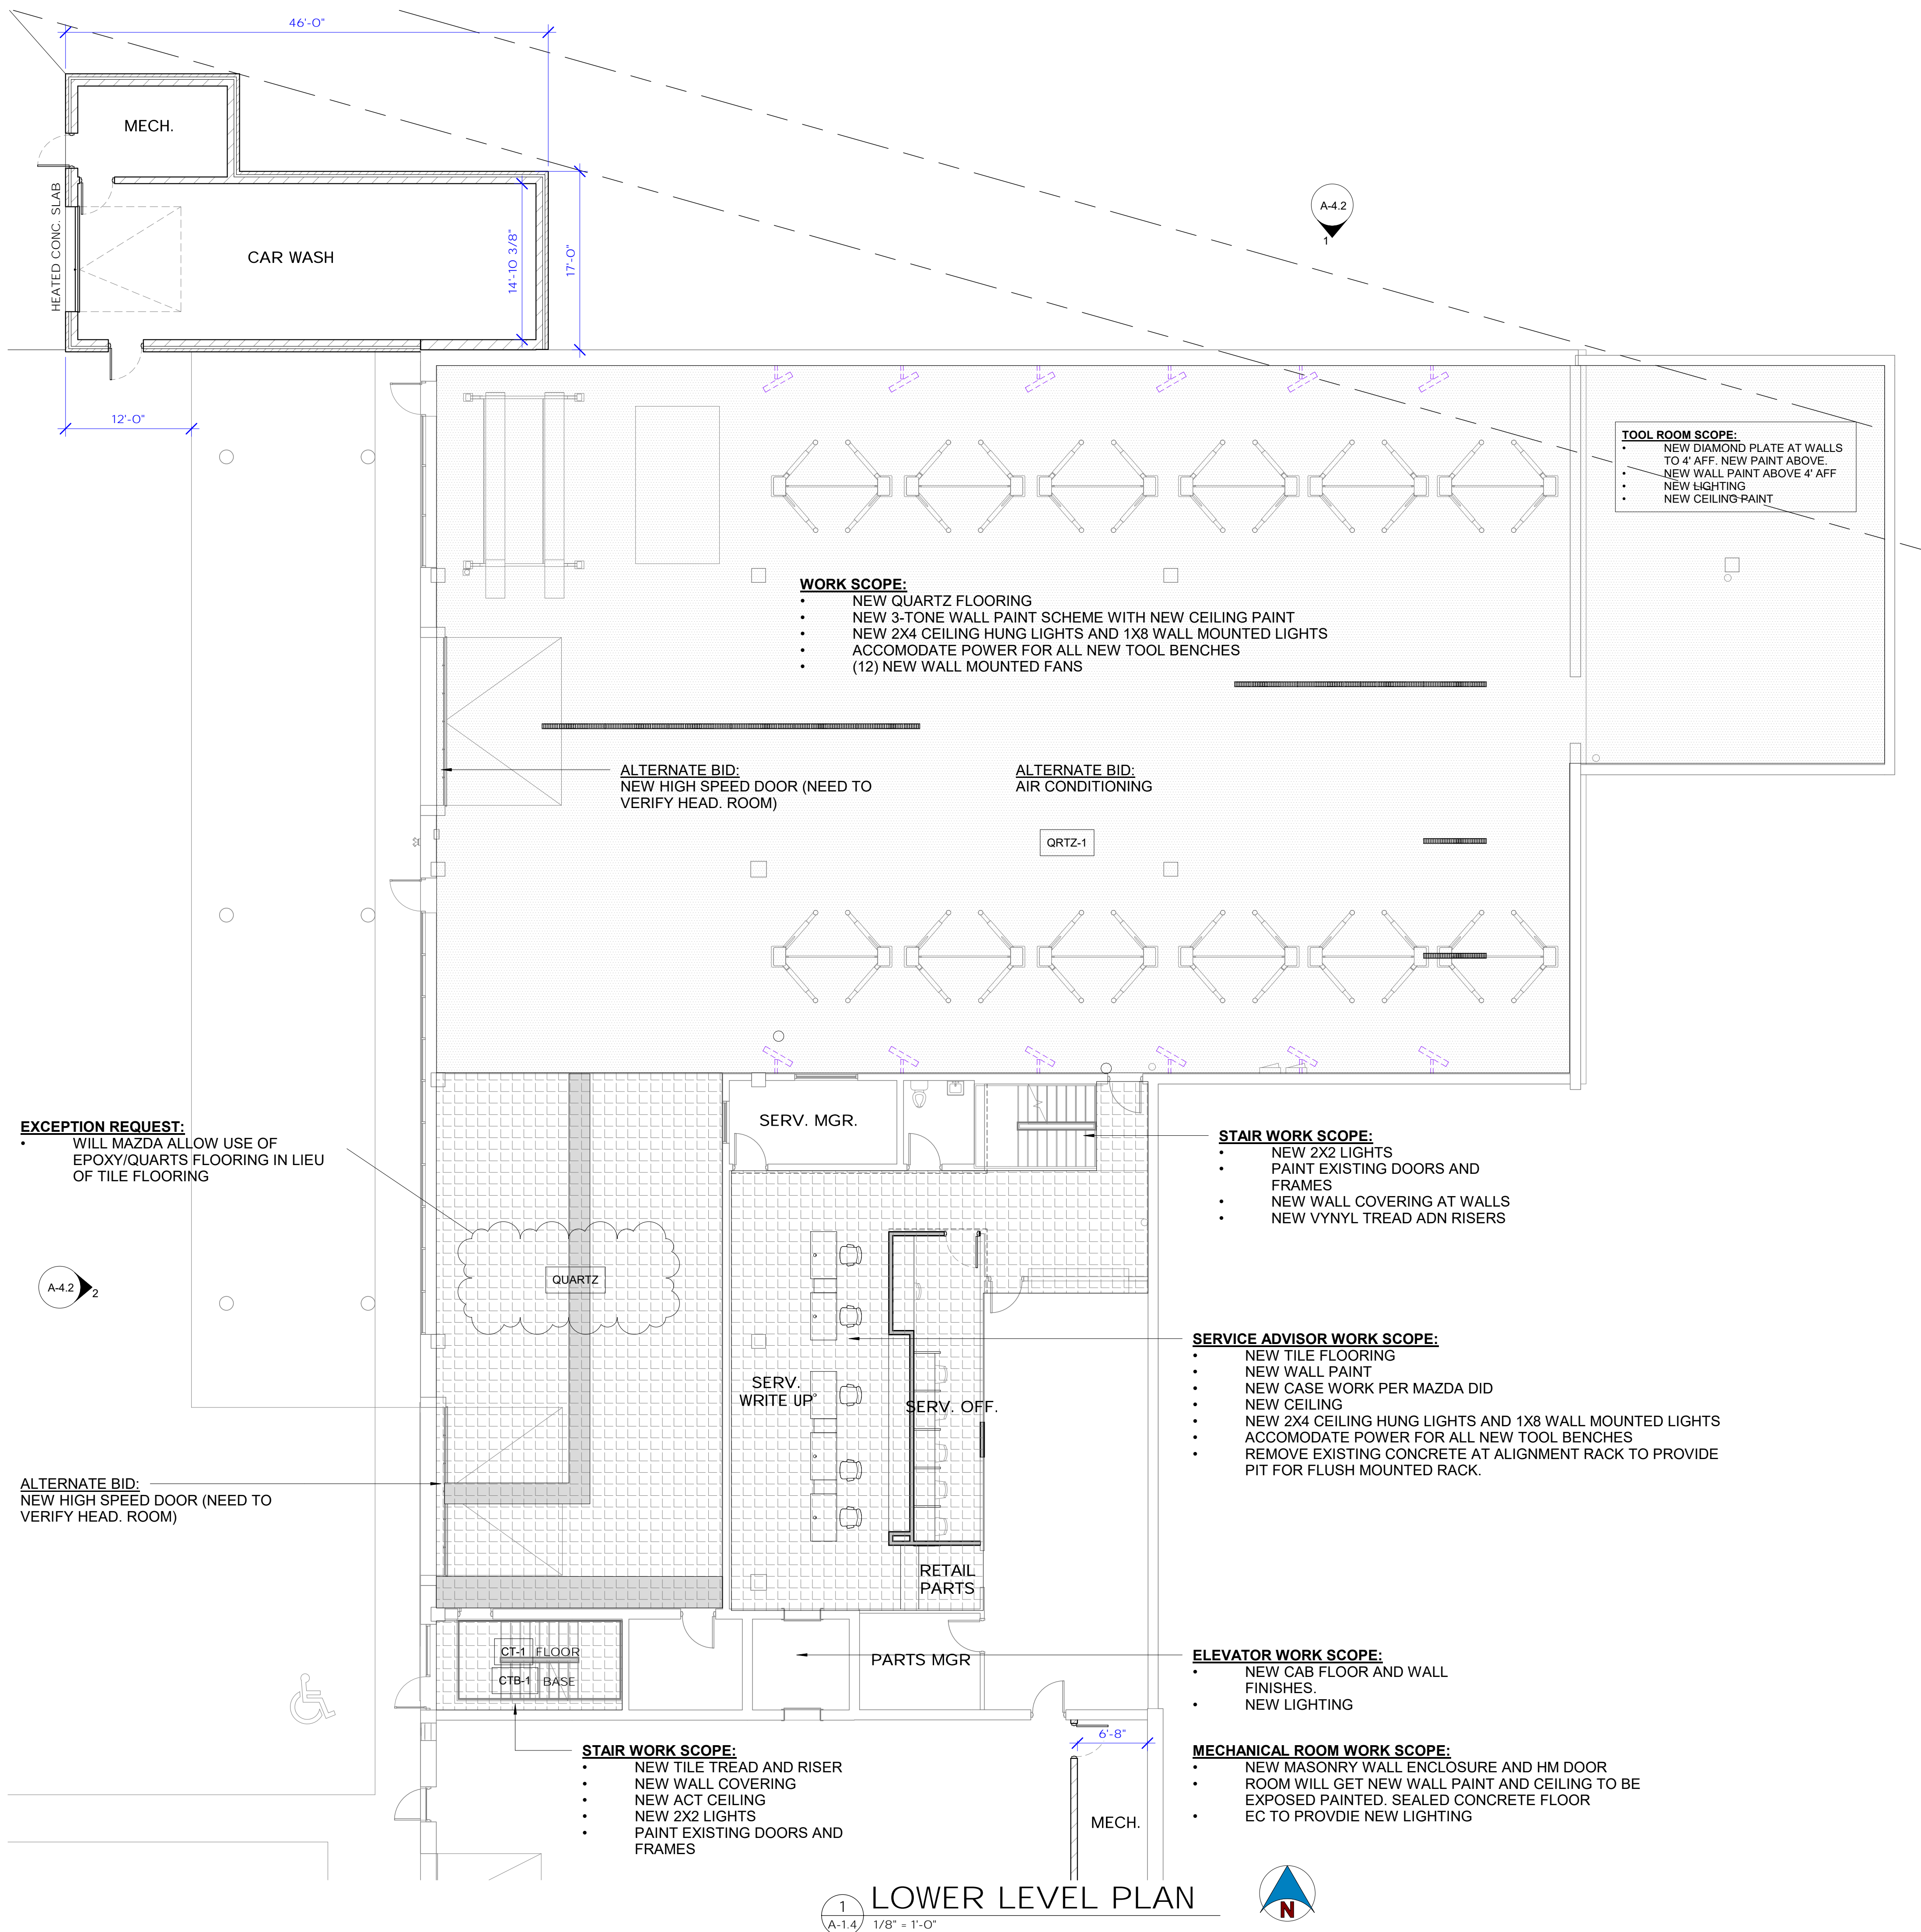 46'-0"
MECH.
HEATED CONC. SLAB
CAR WASH
14'-10 3/8"
17'-0"
12'-0"
A-4.2
1
TOOL ROOM SCOPE:
• NEW DIAMOND PLATE AT WALLS
TO 4' AFF. NEW PAINT ABOVE.
• NEW WALL PAINT ABOVE 4' AFF
• NEW LIGHTING
• NEW CEILING PAINT
WORK SCOPE:
• NEW QUARTZ FLOORING
• NEW 3-TONE WALL PAINT SCHEME WITH NEW CEILING PAINT
• NEW 2X4 CEILING HUNG LIGHTS AND 1X8 WALL MOUNTED LIGHTS
• ACCOMODATE POWER FOR ALL NEW TOOL BENCHES
• (12) NEW WALL MOUNTED FANS
ALTERNATE BID:
NEW HIGH SPEED DOOR (NEED TO
VERIFY HEAD. ROOM)
ALTERNATE BID:
AIR CONDITIONING
QRTZ-1
EXCEPTION REQUEST:
• WILL MAZDA ALLOW USE OF
EPOXY/QUARTS FLOORING IN LIEU
OF TILE FLOORING
SERV. MGR.
STAIR WORK SCOPE:
• NEW 2X2 LIGHTS
• PAINT EXISTING DOORS AND
FRAMES
• NEW WALL COVERING AT WALLS
• NEW VYNYL TREAD ADN RISERS
A-4.2
2
QUARTZ
SERV.
WRITE UP
SERV. OFF.
SERVICE ADVISOR WORK SCOPE:
• NEW TILE FLOORING
• NEW WALL PAINT
• NEW CASE WORK PER MAZDA DID
• NEW CEILING
• NEW 2X4 CEILING HUNG LIGHTS AND 1X8 WALL MOUNTED LIGHTS
• ACCOMODATE POWER FOR ALL NEW TOOL BENCHES
• REMOVE EXISTING CONCRETE AT ALIGNMENT RACK TO PROVIDE
PIT FOR FLUSH MOUNTED RACK.
ALTERNATE BID:
NEW HIGH SPEED DOOR (NEED TO
VERIFY HEAD. ROOM)
RETAIL
PARTS
CT-1 FLOOR
CTB-1 BASE
PARTS MGR
ELEVATOR WORK SCOPE:
• NEW CAB FLOOR AND WALL
FINISHES.
• NEW LIGHTING
6'-8"
STAIR WORK SCOPE:
• NEW TILE TREAD AND RISER
• NEW WALL COVERING
• NEW ACT CEILING
• NEW 2X2 LIGHTS
• PAINT EXISTING DOORS AND
FRAMES
MECHANICAL ROOM WORK SCOPE:
• NEW MASONRY WALL ENCLOSURE AND HM DOOR
• ROOM WILL GET NEW WALL PAINT AND CEILING TO BE
EXPOSED PAINTED. SEALED CONCRETE FLOOR
• EC TO PROVDIE NEW LIGHTING
MECH.
1
A-1.4
LOWER LEVEL PLAN
1/8" = 1'-0"
N